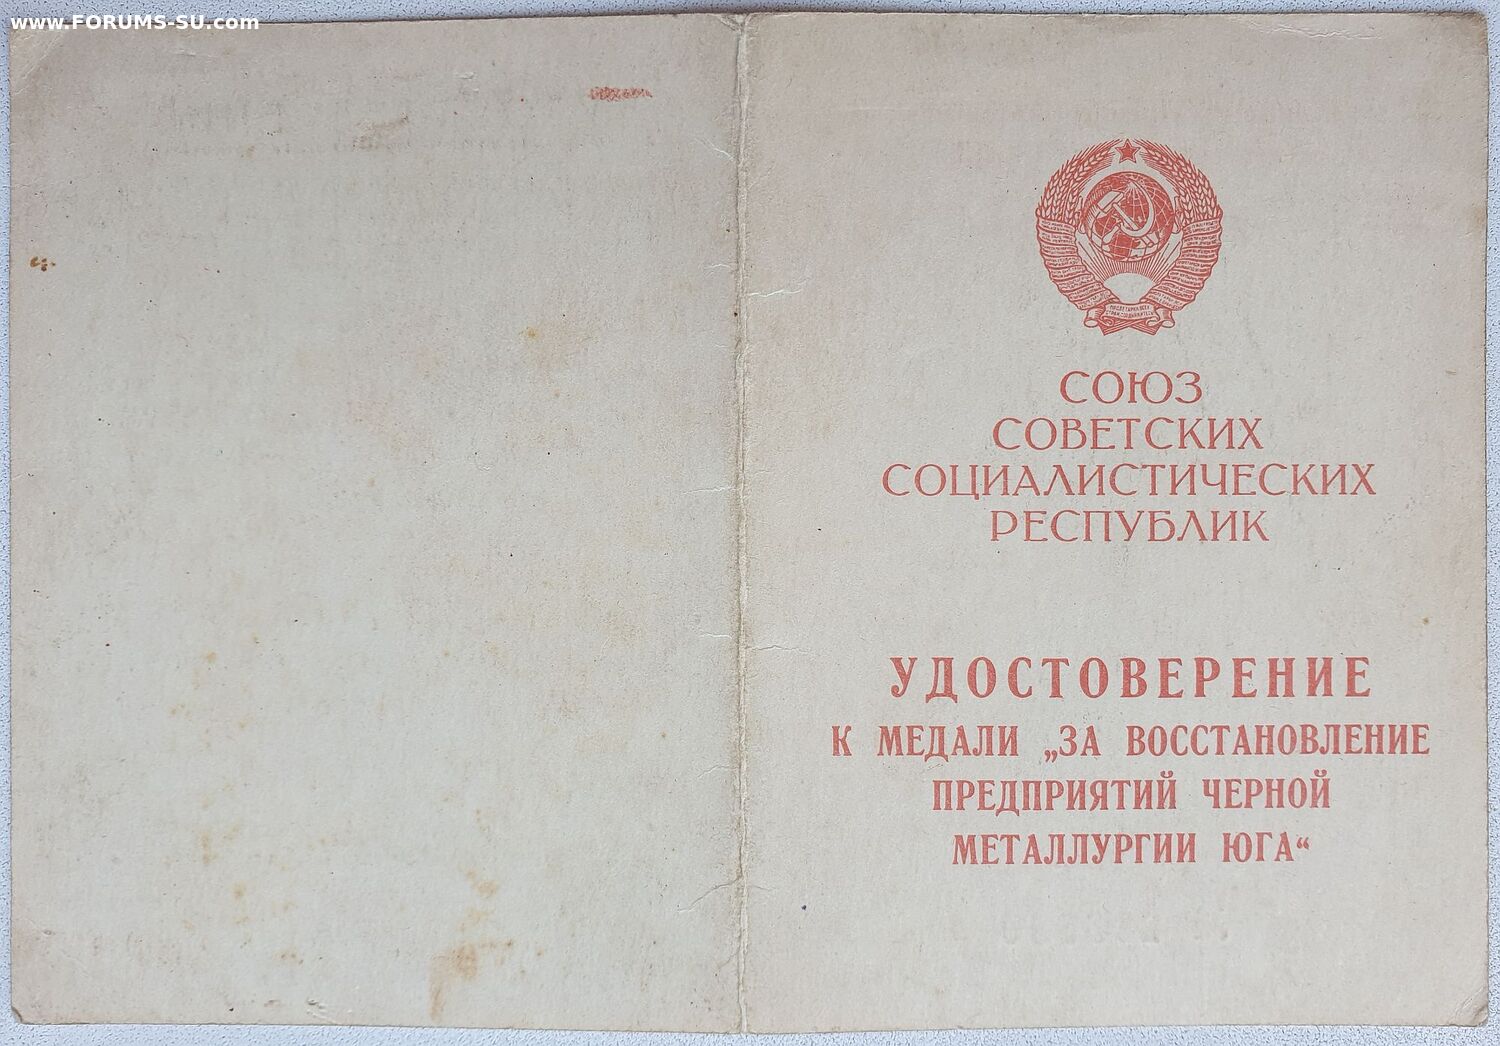 www.FORUMS-SU.com
СОЮЗ
СОВЕТСКИХ
СОЦИАЛИСТИЧЕСКИХ
РЕСПУБЛИК
УДОСТОВЕРЕНИЕ
К МЕДАЛИ „ЗА ВОССТАНОВЛЕНИЕ
ПРЕДПРИЯТИЙ ЧЕРНОЙ
МЕТАЛЛУРГИИ ЮГА“